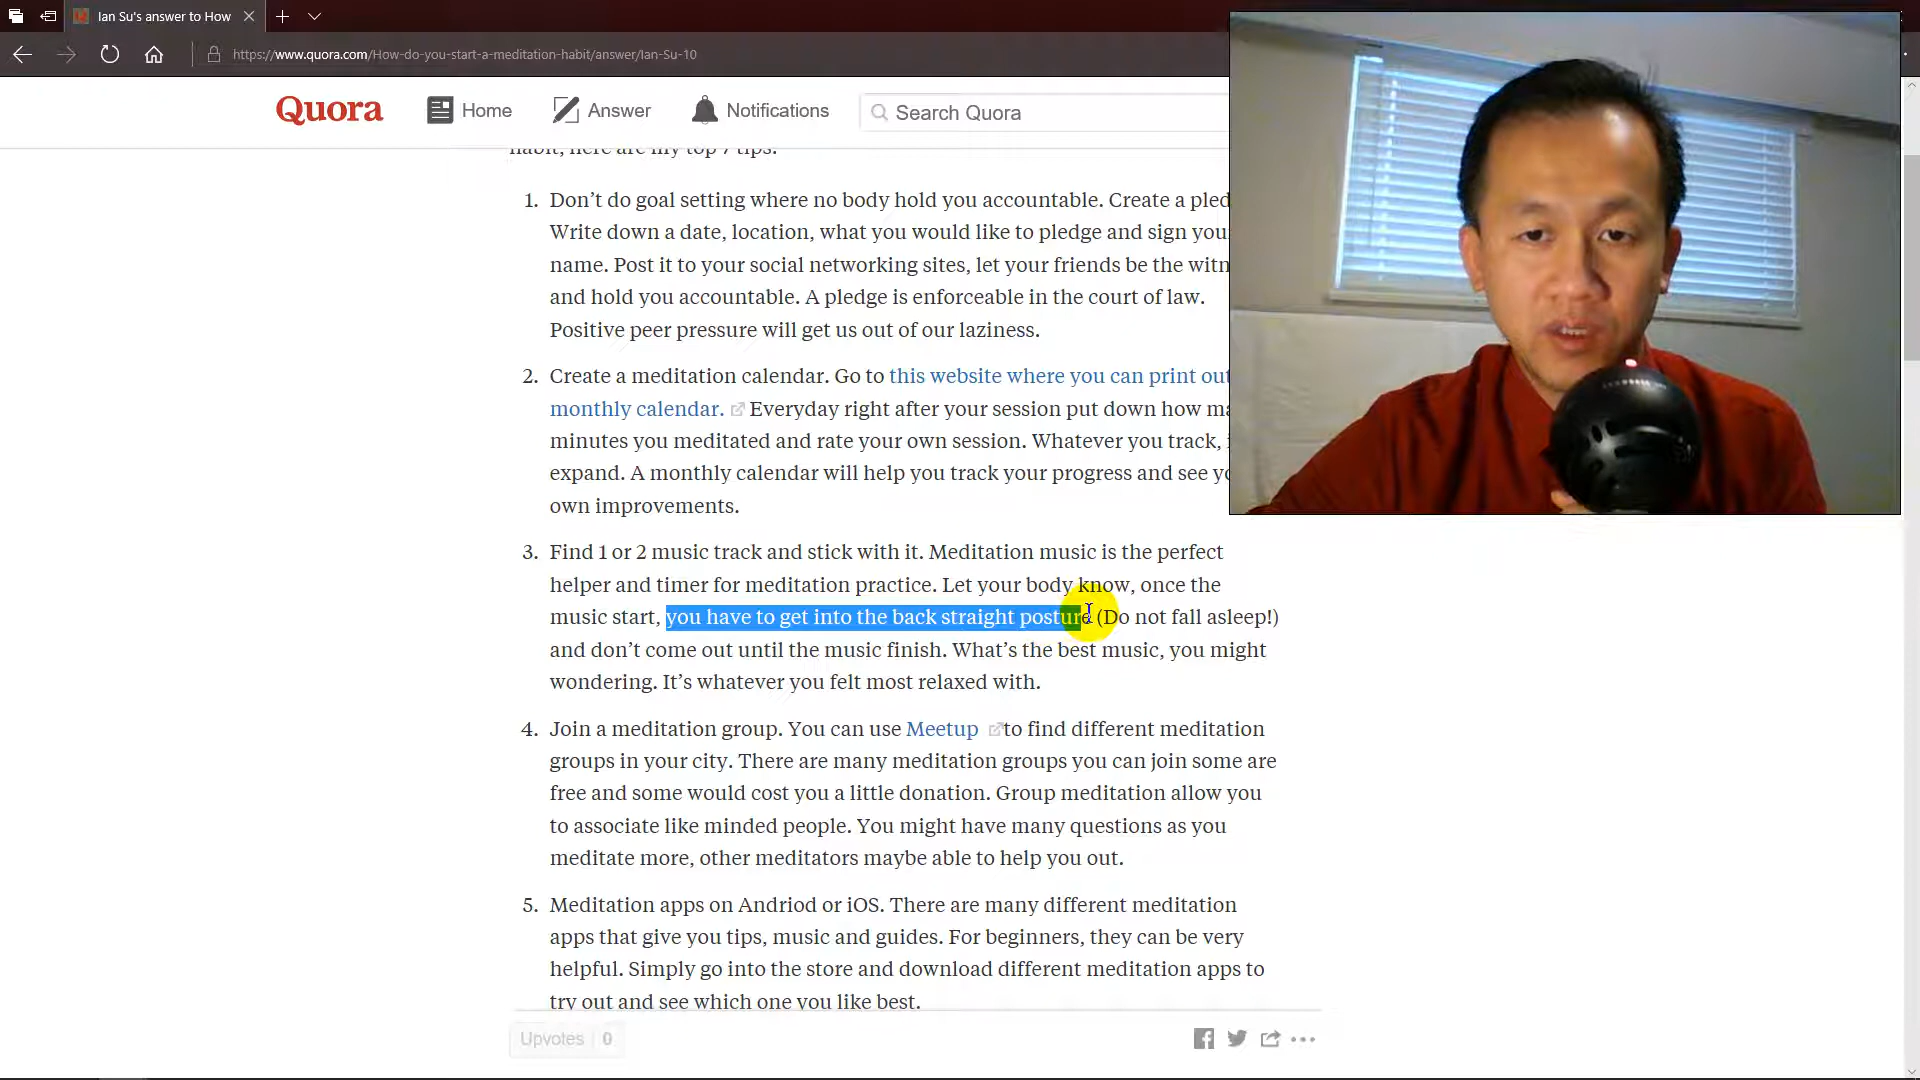 Ian Su's answer to How
https://www.quora.com/How-do-you-start-a-meditation-habit/answer/Ian-Su-10
Quora Home Answer Notifications Search Quora
habit, here are my top 7 tips.
1. Don’t do goal setting where no body hold you accountable. Create a
Write down a date, location, what you would like to pledge and sign
name. Post it to your social networking sites, let your friends be the
and hold you accountable. A pledge is enforceable in the court of law.
Positive peer pressure will get us out of our laziness.
2. Create a meditation calendar. Go to this website where you can print out
monthly calendar. Everyday right after your session put down how
minutes you meditated and rate your own session. Whatever you track,
expand. A monthly calendar will help you track your progress and see
own improvements.
3. Find 1 or 2 music track and stick with it. Meditation music is the perfect
helper and timer for meditation practice. Let your body know, once the
music start, you have to get into the back straight posture (Do not fall asleep!)
and don’t come out until the music finish. What’s the best music, you might
wondering. It’s whatever you felt most relaxed with.
4. Join a meditation group. You can use Meetup to find different meditation
groups in your city. There are many meditation groups you can join some are
free and some would cost you a little donation. Group meditation allow you
to associate like minded people. You might have many questions as you
meditate more, other meditators maybe able to help you out.
5. Meditation apps on Andriod or iOS. There are many different meditation
apps that give you tips, music and guides. For beginners, they can be very
helpful. Simply go into the store and download different meditation apps to
try out and see which one you like best.
Upvotes 0